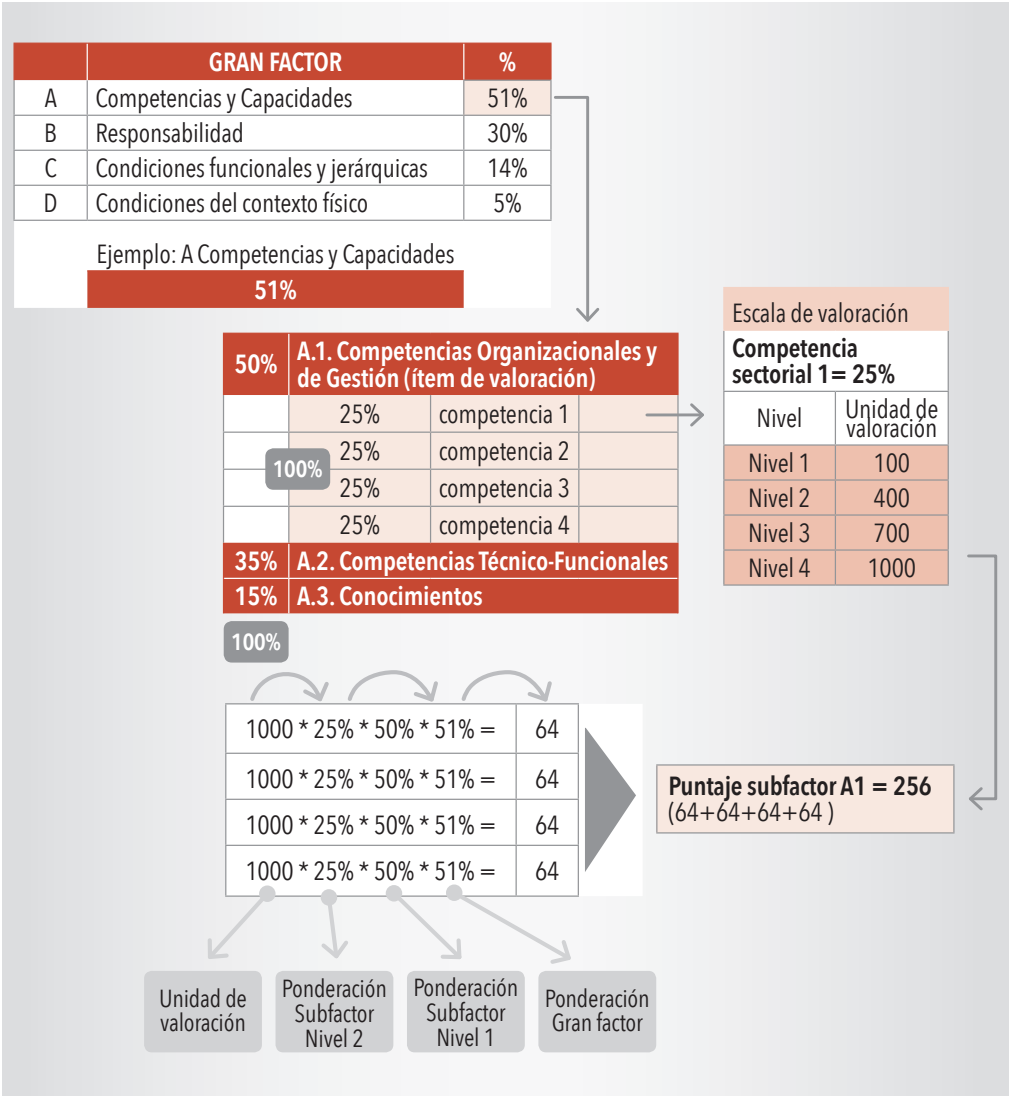 GRAN FACTOR %
A Competencias y Capacidades 51%
B Responsabilidad 30%
C Condiciones funcionales y jerárquicas 14%
D Condiciones del contexto físico 5%
Ejemplo: A Competencias y Capacidades
51%
50% A.1. Competencias Organizacionales y
de Gestión (ítem de valoración)
25% competencia 1
25% competencia 2
100%
25% competencia 3
25% competencia 4
35% A.2. Competencias Técnico-Funcionales
15% A.3. Conocimientos
100%
Escala de valoración
Competencia
sectorial 1= 25%
Nivel Unidad de
valoración
Nivel 1 100
Nivel 2 400
Nivel 3 700
Nivel 4 1000
1000 * 25% * 50% * 51% = 64
1000 * 25% * 50% * 51% = 64
1000 * 25% * 50% * 51% = 64
1000 * 25% * 50% * 51% = 64
Puntaje subfactor A1 = 256
(64+64+64+64 )
Unidad de
valoración
Ponderación
Subfactor
Nivel 2
Ponderación
Subfactor
Nivel 1
Ponderación
Gran factor